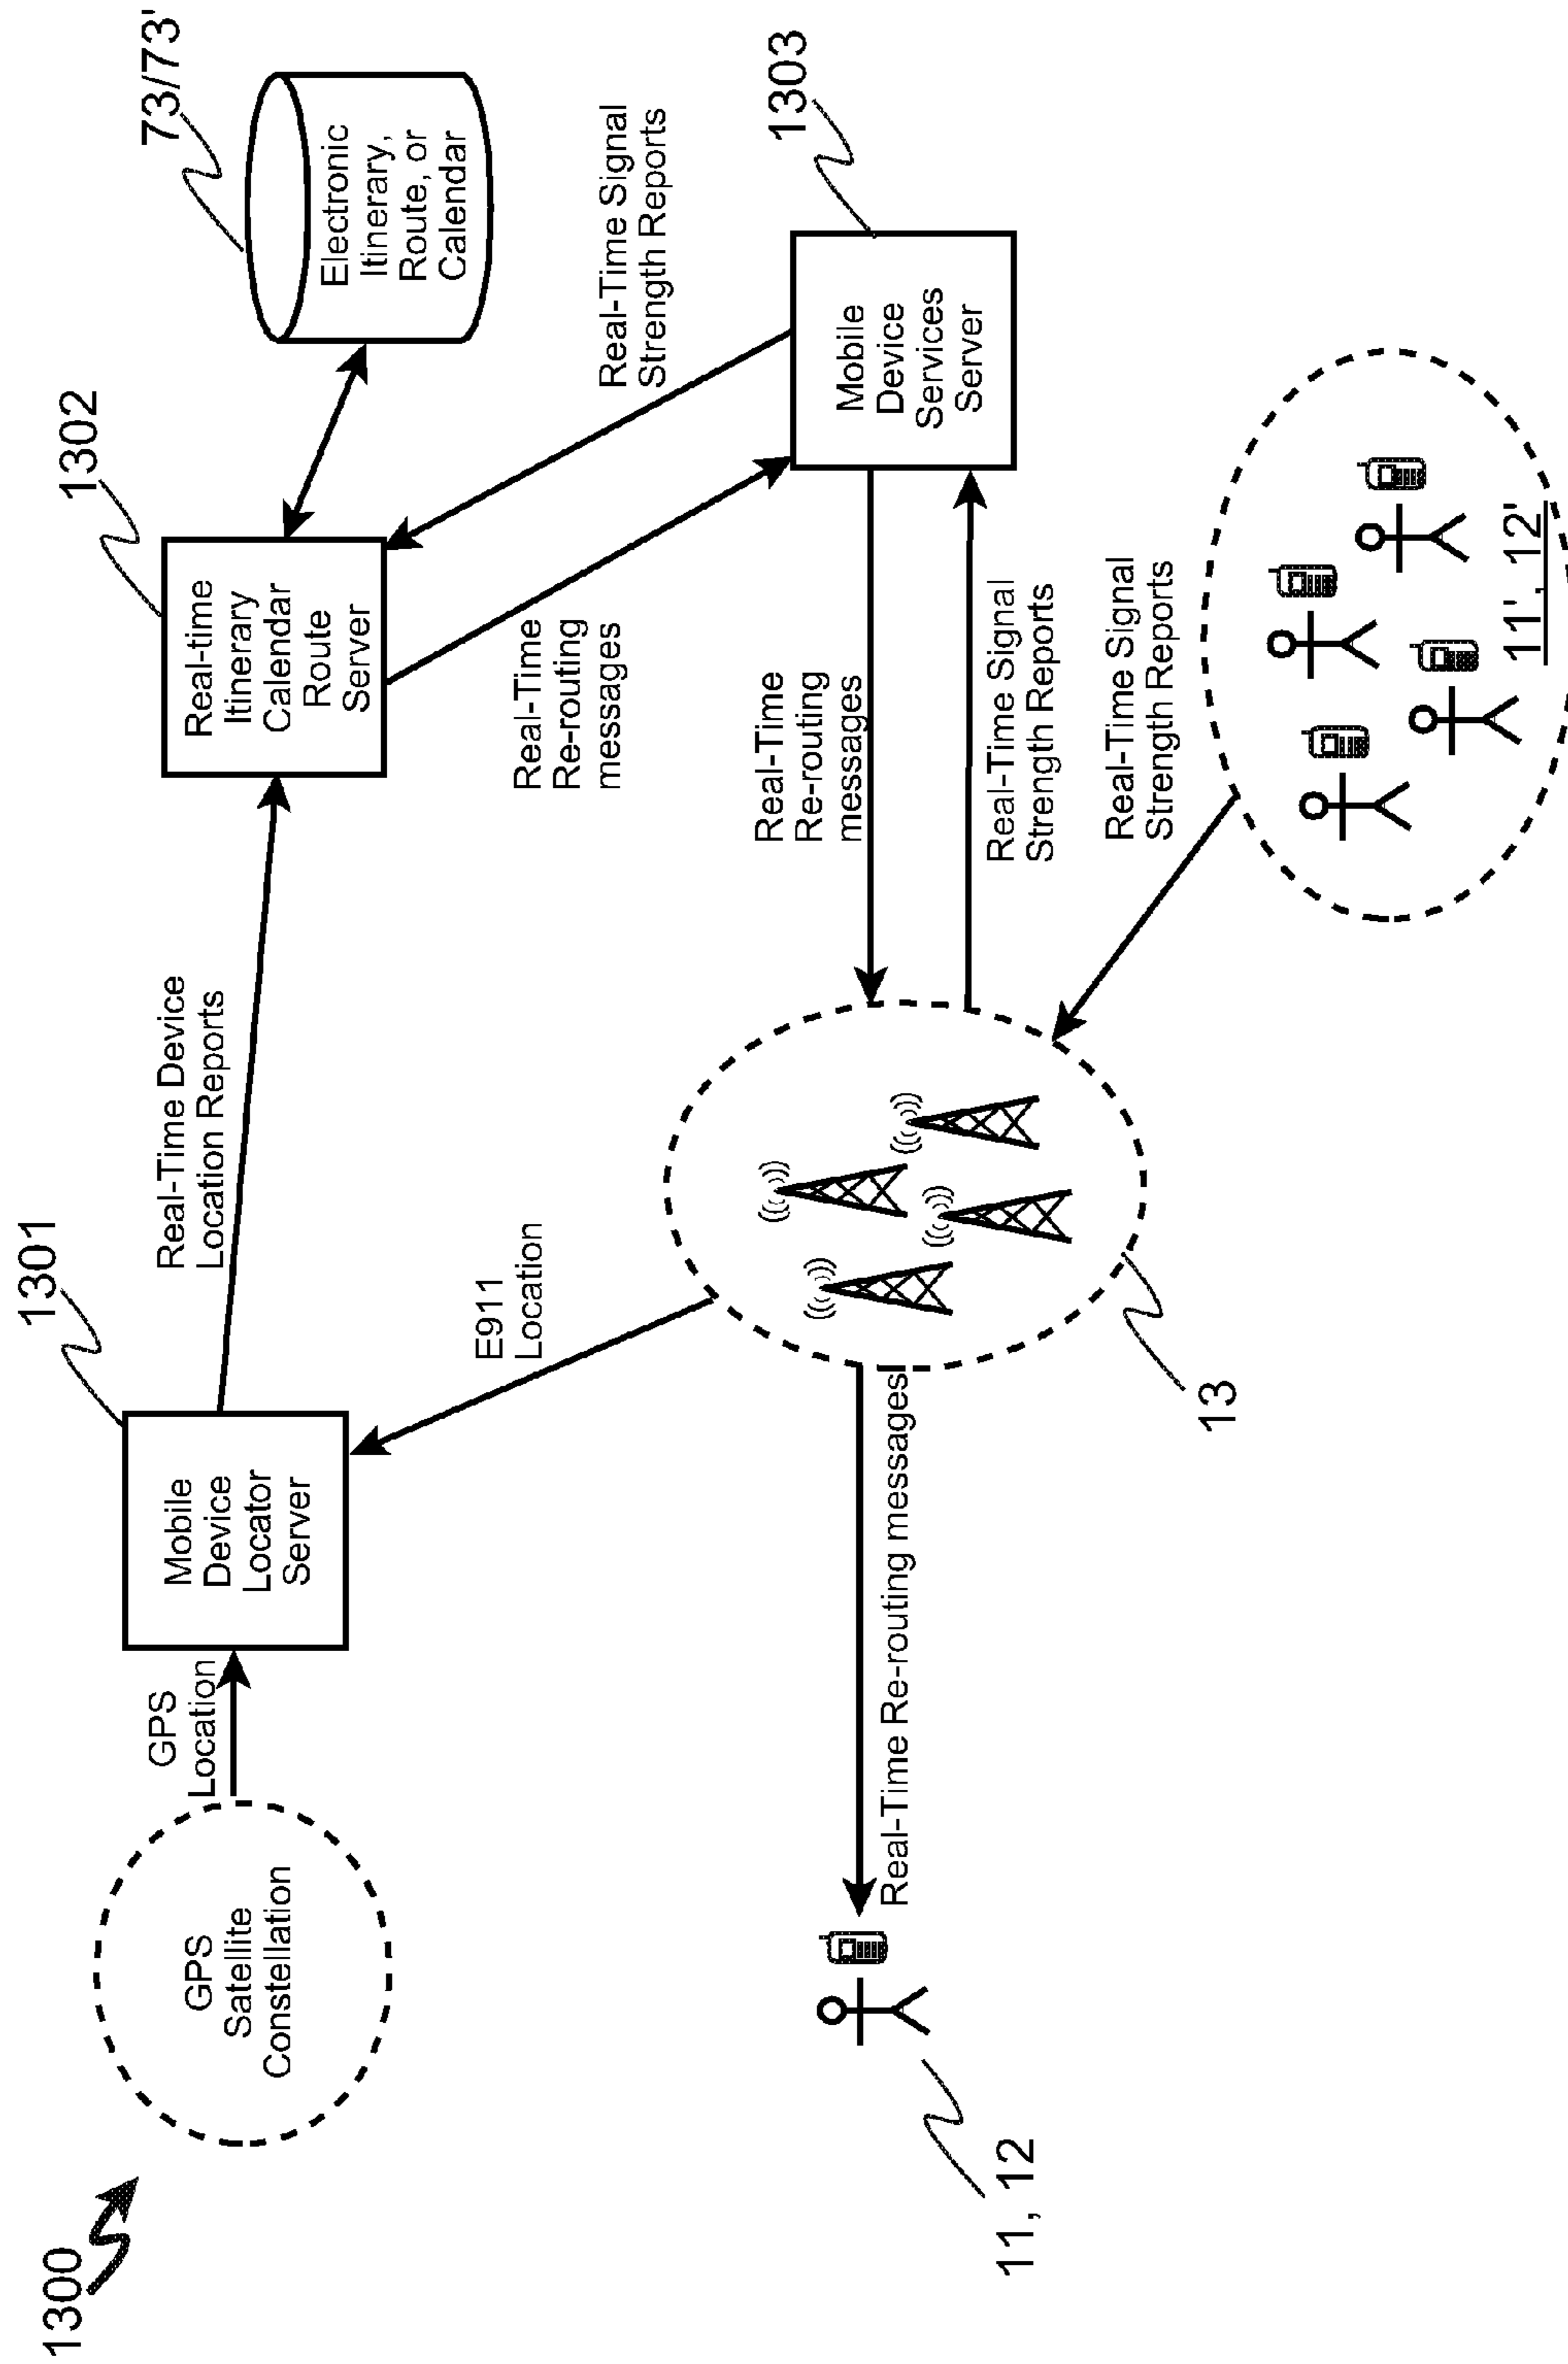 1300
GPS
Satellite
Constellation
GPS
Location
1301
Mobile
Device
Locator
Server
Real-Time Device
Location Reports
1302
Real-time
Itinerary
Calendar
Route
Server
73/73'
Electronic
Itinerary,
Route, or
Calendar
E911
Location
Real-Time
Re-routing
messages
Real-Time Signal
Strength Reports
1303
Mobile
Device
Services
Server
11, 12
Real-Time Re-routing messages
13
Real-Time
Re-routing
messages
Real-Time Signal
Strength Reports
Real-Time Signal
Strength Reports
11', 12'